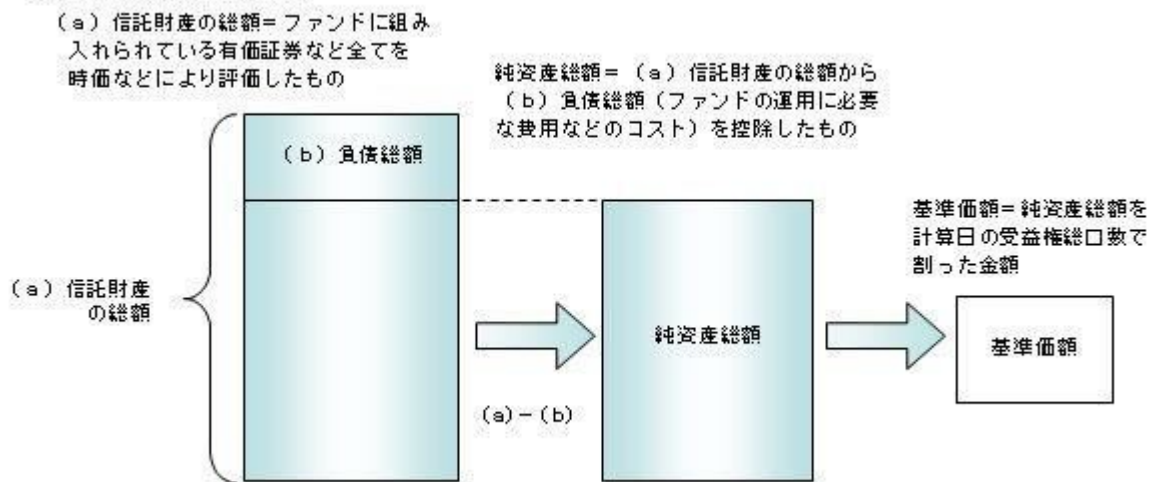 （a）信託財産の総額＝ファンドに組み
入れられている有価証券など全てを
時価などにより評価したもの
純資産総額＝（a）信託財産の総額から
（b）負債総額（ファンドの運用に必要
な費用などのコスト）を控除したもの
（b）負債総額
基準価額＝純資産総額を
計算日の受益権総口数で
割った金額
（a）信託財産
の総額
純資産総額
基準価額
（a）－（b）